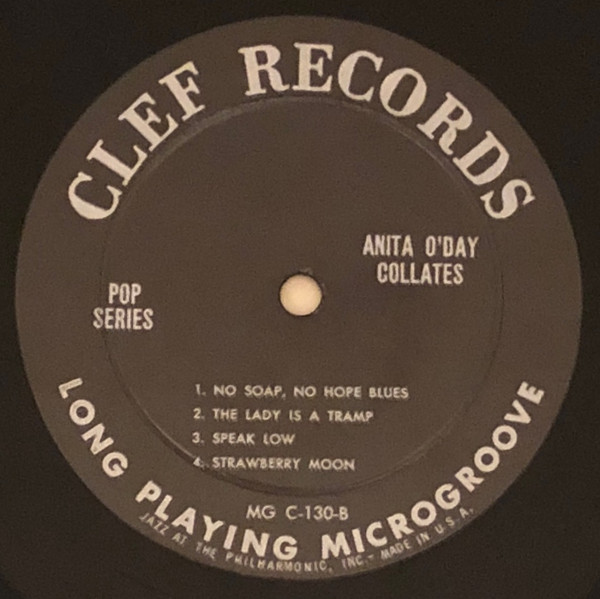 CLEF RECORDS
ANITA O'DAY
COLLATES
POP
SERIES
1. NO SOAP, NO HOPE BLUES
2. THE LADY IS A TRAMP
3. SPEAK LOW
4. STRAWBERRY MOON
MG C-130-B
LONG PLAYING MICROGROOVE
JAZZ AT THE PHILHARMONIC, INC.- MADE IN U.S.A.